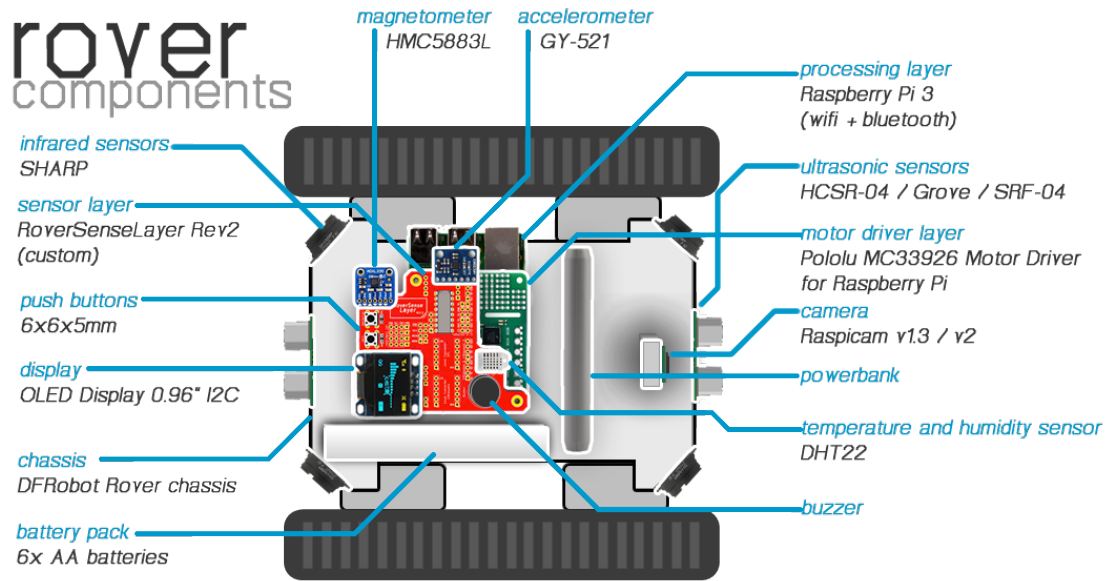 rover
components
magnetometer
HMC5883L
accelerometer
GY-521
processing layer
Raspberry Pi 3
(wifi + bluetooth)
infrared sensors
SHARP
ultrasonic sensors
HCSR-04 / Grove / SRF-04
sensor layer
RoverSenseLayer Rev2
(custom)
motor driver layer
Pololu MC33926 Motor Driver
for Raspberry Pi
push buttons
6x6x5mm
camera
Raspicam v1.3 / v2
display
OLED Display 0.96" I2C
powerbank
temperature and humidity sensor
DHT22
chassis
DFRobot Rover chassis
buzzer
battery pack
6x AA batteries
RoverSense
Layer